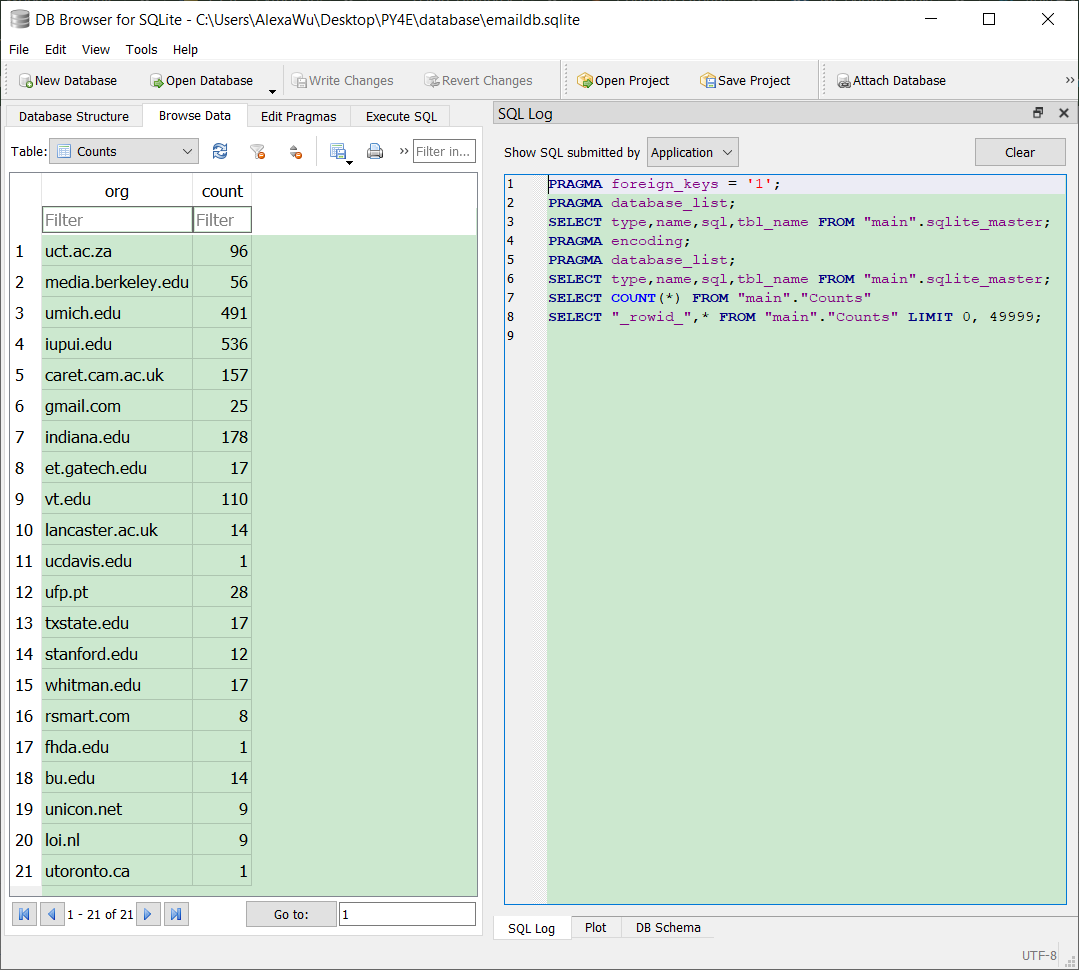 DB Browser for SQLite - C:\Users\AlexaWu\Desktop\PY4E\database\emaildb.sqlite
File Edit View Tools Help
New Database Open Database Write Changes Revert Changes Open Project Save Project Attach Database »
Database Structure Browse Data Edit Pragmas Execute SQL
Table: Counts » Filter in...
org count
Filter Filter
1 uct.ac.za 96
2 media.berkeley.edu 56
3 umich.edu 491
4 iupui.edu 536
5 caret.cam.ac.uk 157
6 gmail.com 25
7 indiana.edu 178
8 et.gatech.edu 17
9 vt.edu 110
10 lancaster.ac.uk 14
11 ucdavis.edu 1
12 ufp.pt 28
13 txstate.edu 17
14 stanford.edu 12
15 whitman.edu 17
16 rsmart.com 8
17 fhda.edu 1
18 bu.edu 14
19 unicon.net 9
20 loi.nl 9
21 utoronto.ca 1
1 - 21 of 21 Go to: 1
SQL Log
Show SQL submitted by Application Clear
1 PRAGMA foreign_keys = '1';
2 PRAGMA database_list;
3 SELECT type,name,sql,tbl_name FROM "main".sqlite_master;
4 PRAGMA encoding;
5 PRAGMA database_list;
6 SELECT type,name,sql,tbl_name FROM "main".sqlite_master;
7 SELECT COUNT(*) FROM "main"."Counts"
8 SELECT "_rowid_",* FROM "main"."Counts" LIMIT 0, 49999;
9
SQL Log Plot DB Schema
UTF-8